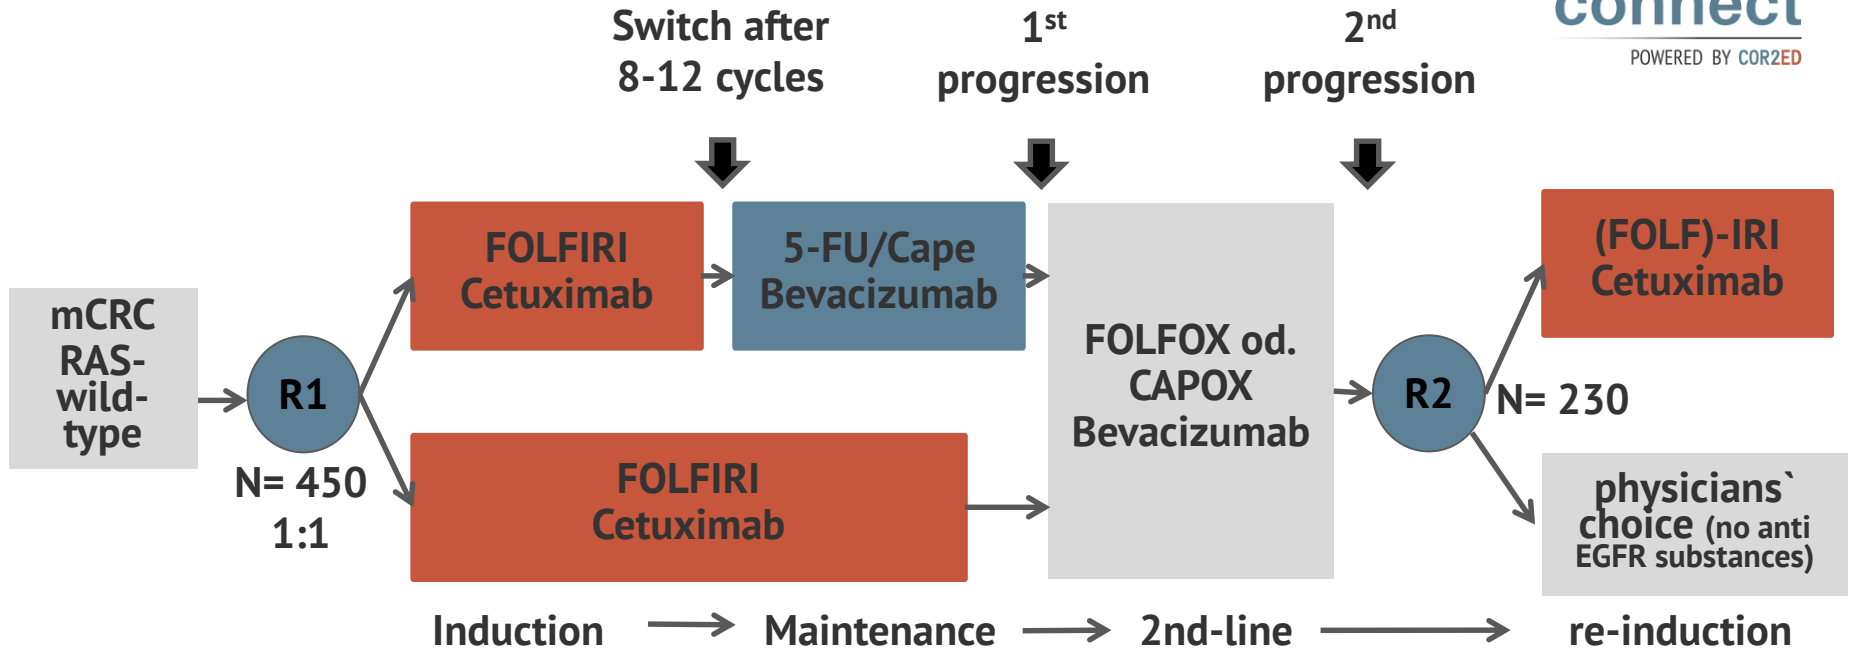 Switch after
8-12 cycles
1st
progression
2nd
progression
connect
POWERED BY COR2ED
mCRC
RAS-
wild-
type
R1
N= 450
1:1
FOLFIRI
Cetuximab
5-FU/Cape
Bevacizumab
FOLFIRI
Cetuximab
FOLFOX od.
CAPOX
Bevacizumab
R2
N= 230
(FOLF)-IRI
Cetuximab
physicians`
choice (no anti
EGFR substances)
Induction
Maintenance
2nd-line
re-induction